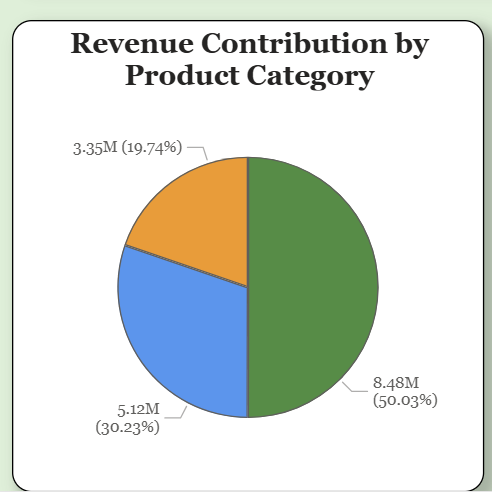 Revenue Contribution by
Product Category
3.35M (19.74%)
8.48M
(50.03%)
5.12M
(30.23%)